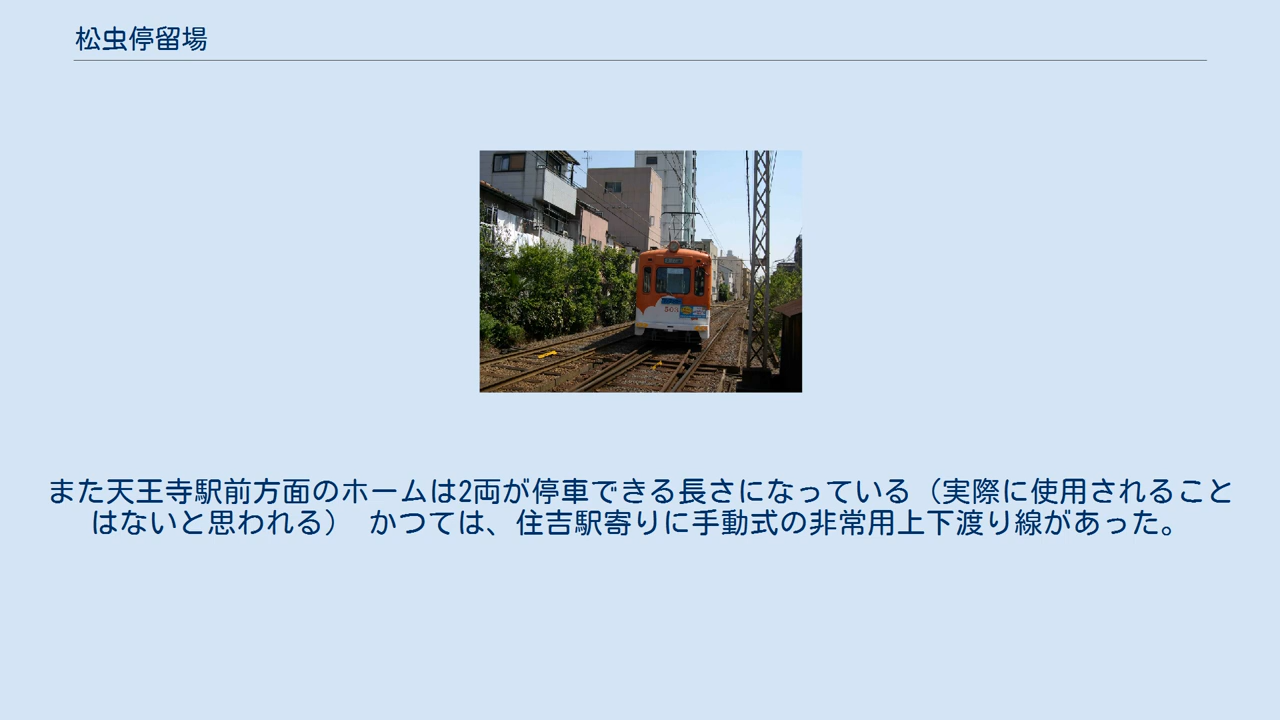 松虫停留場
また天王寺駅前方面のホームは2両が停車できる長さになっている（実際に使用されること
はないと思われる）　かつては、住吉駅寄りに手動式の非常用上下渡り線があった。